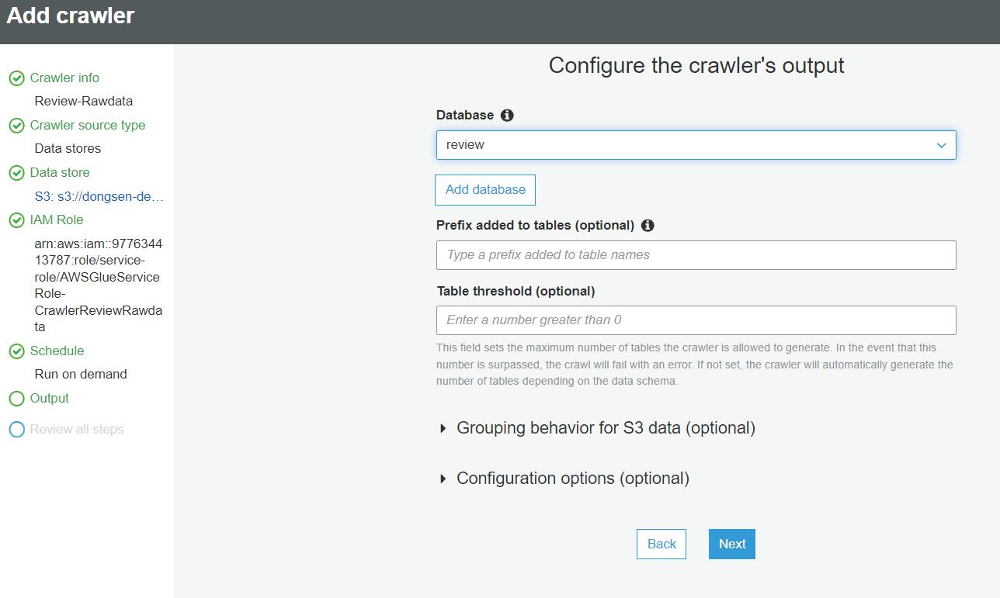 Add crawler
Crawler info
Review-Rawdata
Crawler source type
Data stores
Data store
S3: s3://dongsen-de…
IAM Role
arn:aws:iam::9776344
13787:role/service-
role/AWSGlueService
Role-
CrawlerReviewRawda
ta
Schedule
Run on demand
Output
Review all steps
Configure the crawler's output
Database
review
Add database
Prefix added to tables (optional)
Type a prefix added to table names
Table threshold (optional)
Enter a number greater than 0
This field sets the maximum number of tables the crawler is allowed to generate. In the event that this
number is surpassed, the crawl will fail with an error. If not set, the crawler will automatically generate the
number of tables depending on the data schema.
Grouping behavior for S3 data (optional)
Configuration options (optional)
Back
Next